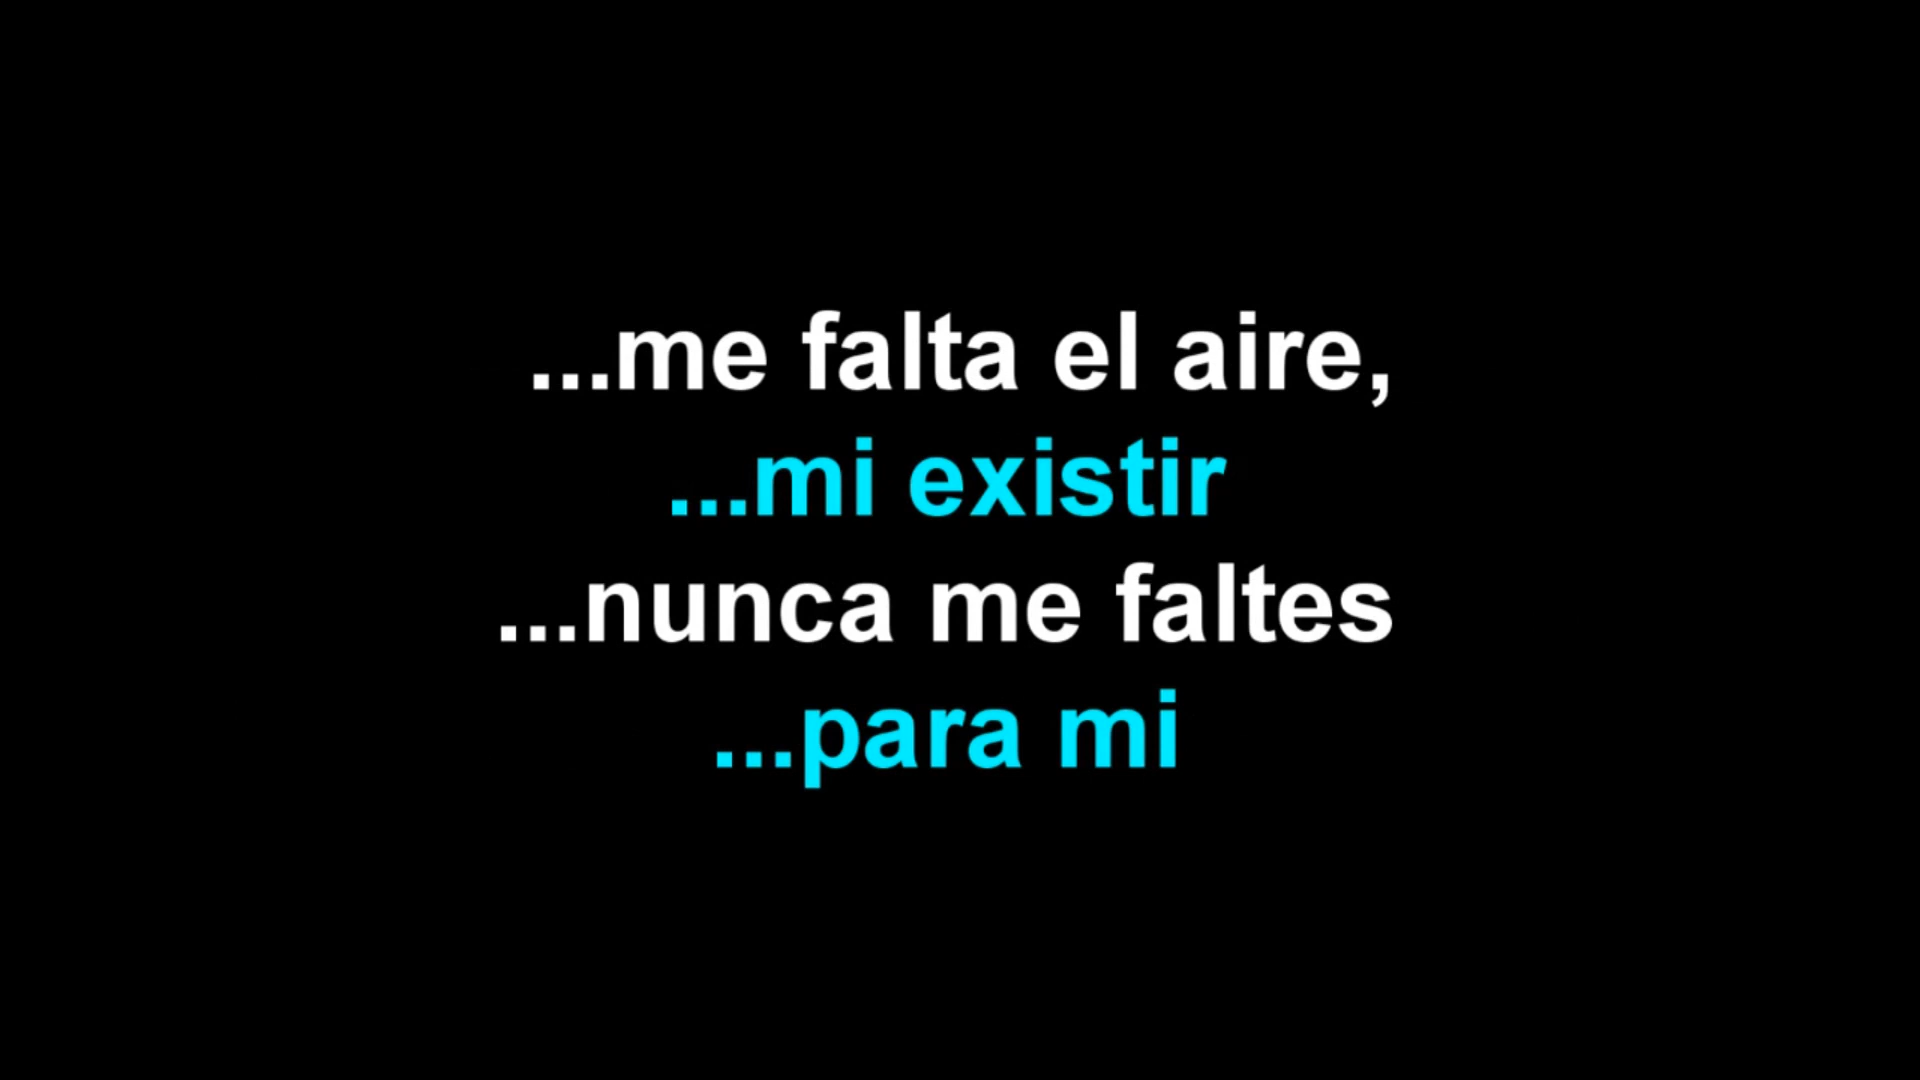 ...me falta el aire,
...mi existir
...nunca me faltes
...para mi